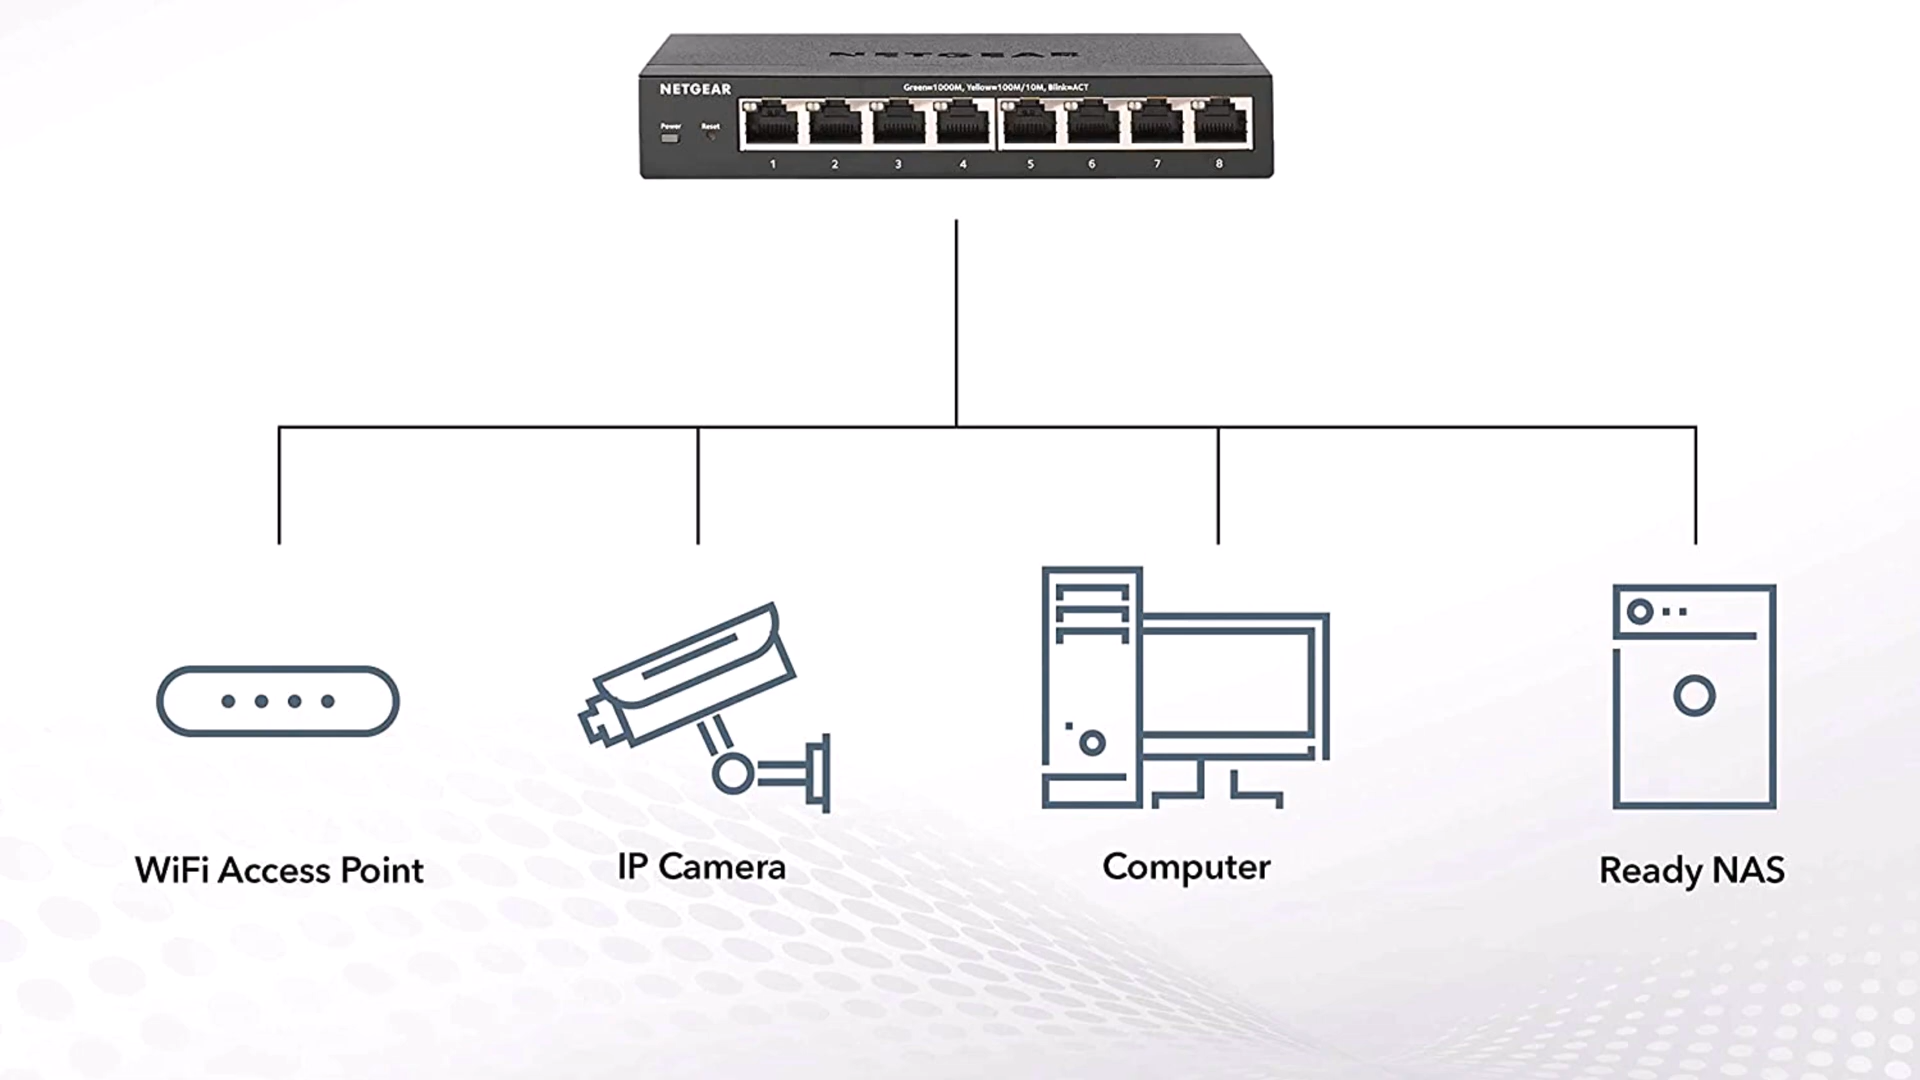 NETGEAR
NETGEAR
Green=1000M, Yellow=100M/10M, Blink=ACT
Power
Reset
1 2 3 4 5 6 7 8
WiFi Access Point
IP Camera
Computer
Ready NAS